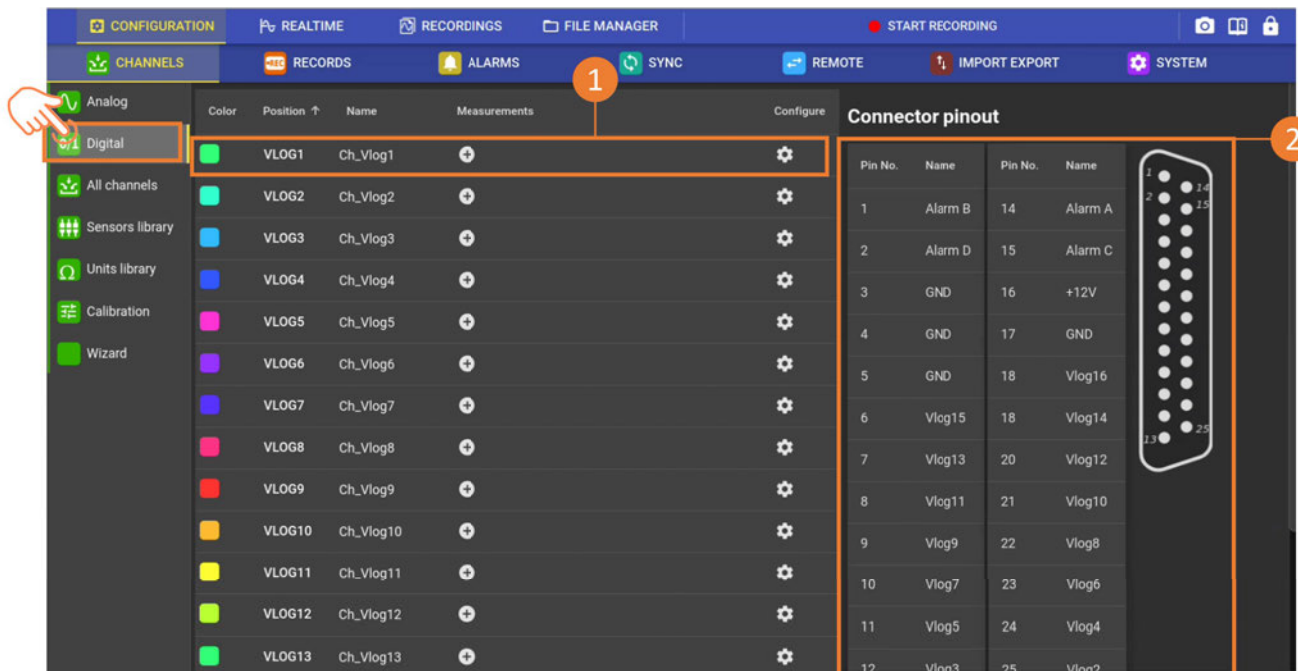 CONFIGURATION REALTIME RECORDINGS FILE MANAGER START RECORDING
CHANNELS REC RECORDS ALARMS SYNC REMOTE IMPORT EXPORT SYSTEM
1
Analog
0/1 Digital
All channels
Sensors library
Ω Units library
Calibration
Wizard
Color Position ↑ Name Measurements Configure
VLOG1 Ch_Vlog1
VLOG2 Ch_Vlog2
VLOG3 Ch_Vlog3
VLOG4 Ch_Vlog4
VLOG5 Ch_Vlog5
VLOG6 Ch_Vlog6
VLOG7 Ch_Vlog7
VLOG8 Ch_Vlog8
VLOG9 Ch_Vlog9
VLOG10 Ch_Vlog10
VLOG11 Ch_Vlog11
VLOG12 Ch_Vlog12
VLOG13 Ch_Vlog13
Connector pinout
2
Pin No. Name Pin No. Name
1 Alarm B 14 Alarm A
2 Alarm D 15 Alarm C
3 GND 16 +12V
4 GND 17 GND
5 GND 18 Vlog16
6 Vlog15 18 Vlog14
7 Vlog13 20 Vlog12
8 Vlog11 21 Vlog10
9 Vlog9 22 Vlog8
10 Vlog7 23 Vlog6
11 Vlog5 24 Vlog4
12 Vlog3 25 Vlog2
1
14
2
15
25
13